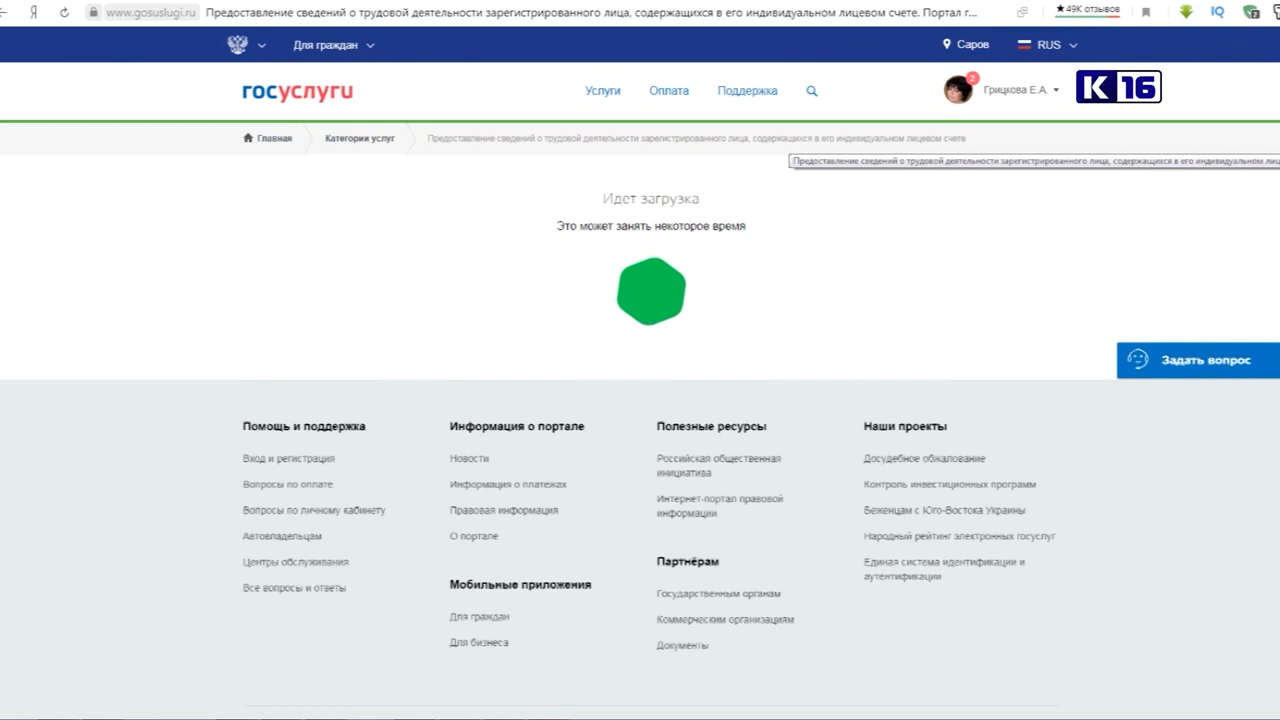 Я www.gosuslugi.ru Предоставление сведений о трудовой деятельности зарегистрированного лица, содержащихся в его индивидуальном лицевом счете. Портал г... ★49К отзывов IQ 2
Для граждан Саров RUS
госуслуги Услуги Оплата Поддержка 2 Грицкова Е.А. К 16
Главная Категории услуг Предоставление сведений о трудовой деятельности зарегистрированного лица, содержащихся в его индивидуальном лицевом счете
Предоставление сведений о трудовой деятельности зарегистрированного лица, содержащихся в его индивидуальном лиц
Идет загрузка
Это может занять некоторое время
Задать вопрос
Помощь и поддержка
Вход и регистрация
Вопросы по оплате
Вопросы по личному кабинету
Автовладельцам
Центры обслуживания
Все вопросы и ответы
Информация о портале
Новости
Информация о платежах
Правовая информация
О портале
Мобильные приложения
Для граждан
Для бизнеса
Полезные ресурсы
Российская общественная
инициатива
Интернет-портал правовой
информации
Партнёрам
Государственным органам
Коммерческим организациям
Документы
Наши проекты
Досудебное обжалование
Контроль инвестиционных программ
Беженцам с Юго-Востока Украины
Народный рейтинг электронных госуслуг
Единая система идентификации и
аутентификации